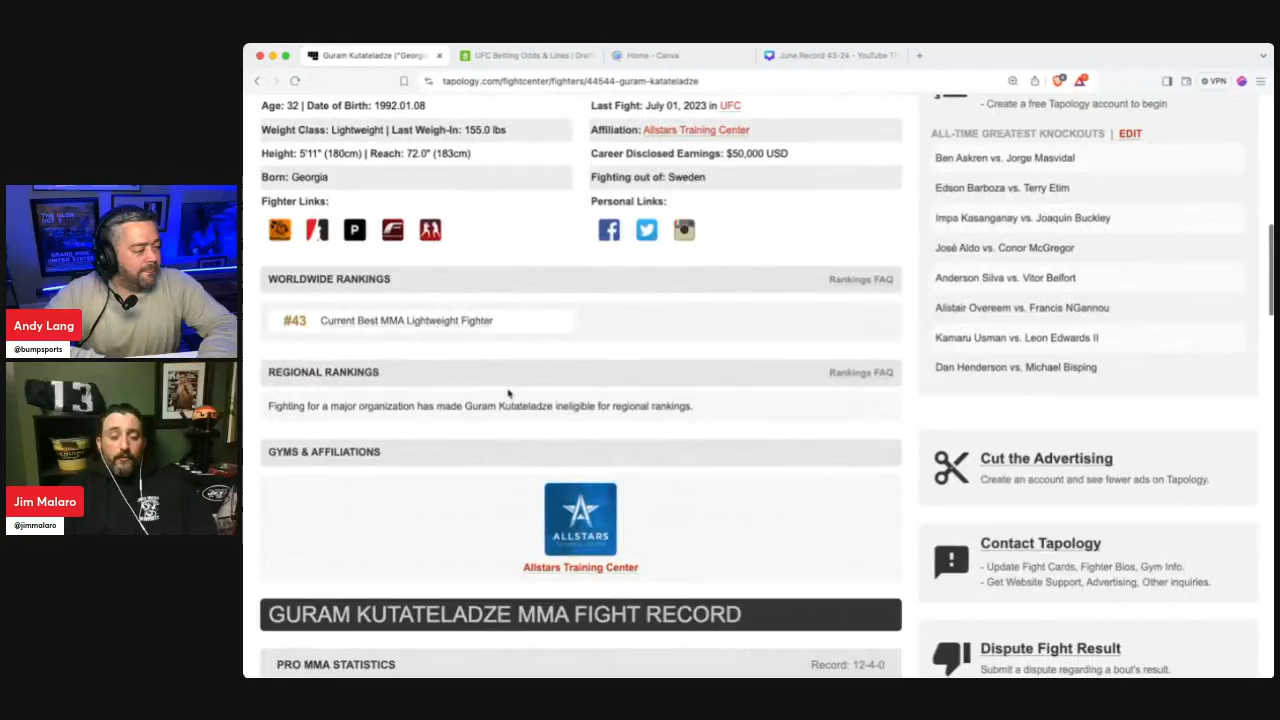 Guram Kutateladze ("Georgi
UFC Betting Odds & Lines | Draft
Home - Canva
June Record 43-24 - YouTube T
tapology.com/fightcenter/fighters/44544-guram-kutateladze
VPN
Age: 32 | Date of Birth: 1992.01.08
Last Fight: July 01, 2023 in UFC
Weight Class: Lightweight | Last Weigh-In: 155.0 lbs
Affiliation: Allstars Training Center
Height: 5'11" (180cm) | Reach: 72.0" (183cm)
Career Disclosed Earnings: $50,000 USD
Born: Georgia
Fighting out of: Sweden
Fighter Links:
Personal Links:
P
WORLDWIDE RANKINGS
Rankings FAQ
#43 Current Best MMA Lightweight Fighter
REGIONAL RANKINGS
Rankings FAQ
Fighting for a major organization has made Guram Kutateladze ineligible for regional rankings.
GYMS & AFFILIATIONS
ALLSTARS
Allstars Training Center
GURAM KUTATELADZE MMA FIGHT RECORD
PRO MMA STATISTICS
Record: 12-4-0
- Create a free Tapology account to begin
ALL-TIME GREATEST KNOCKOUTS | EDIT
Ben Askren vs. Jorge Masvidal
Edson Barboza vs. Terry Etim
Impa Kasanganay vs. Joaquin Buckley
José Aldo vs. Conor McGregor
Anderson Silva vs. Vitor Belfort
Alistair Overeem vs. Francis NGannou
Kamaru Usman vs. Leon Edwards II
Dan Henderson vs. Michael Bisping
Cut the Advertising
Create an account and see fewer ads on Tapology.
Contact Tapology
- Update Fight Cards, Fighter Bios, Gym Info.
- Get Website Support, Advertising, Other inquiries.
Dispute Fight Result
Submit a dispute regarding a bout's result.
GRAND PRIX
UNITED STATES
Andy Lang
@bumpsports
13
GENUINE
Jim Malaro
@jimmalaro